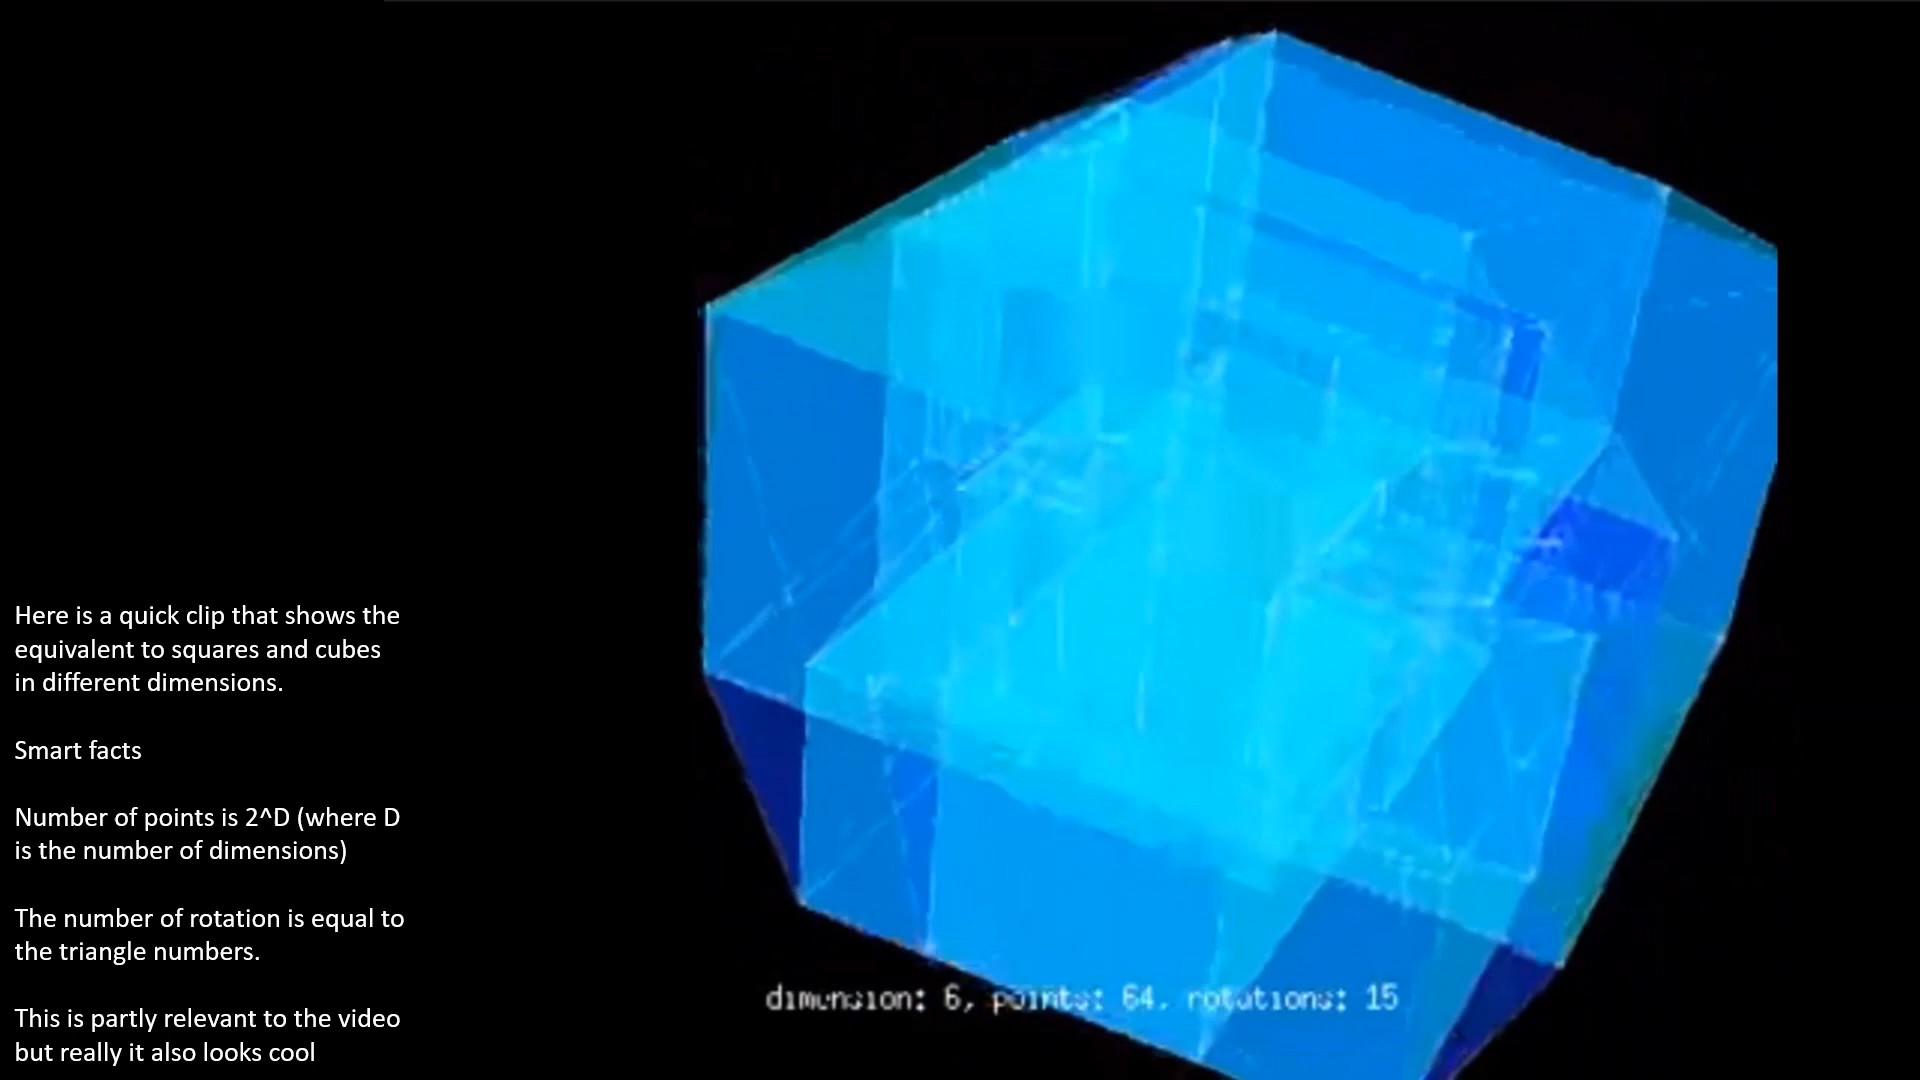 Here is a quick clip that shows the
equivalent to squares and cubes
in different dimensions.
Smart facts
Number of points is 2^D (where D
is the number of dimensions)
The number of rotation is equal to
the triangle numbers.
This is partly relevant to the video
but really it also looks cool
dimension: 6, points: 64, rotations: 15